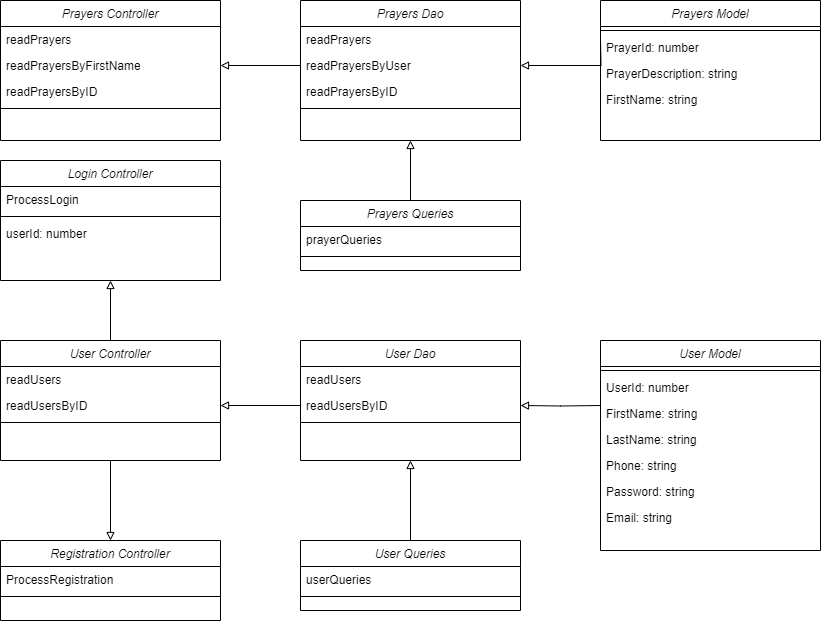 Prayers Controller
readPrayers
readPrayersByFirstName
readPrayersByID
Prayers Dao
readPrayers
readPrayersByUser
readPrayersByID
Prayers Model
PrayerId: number
PrayerDescription: string
FirstName: string
Login Controller
ProcessLogin
userId: number
Prayers Queries
prayerQueries
User Controller
readUsers
readUsersByID
User Dao
readUsers
readUsersByID
User Model
UserId: number
FirstName: string
LastName: string
Phone: string
Password: string
Email: string
Registration Controller
ProcessRegistration
User Queries
userQueries